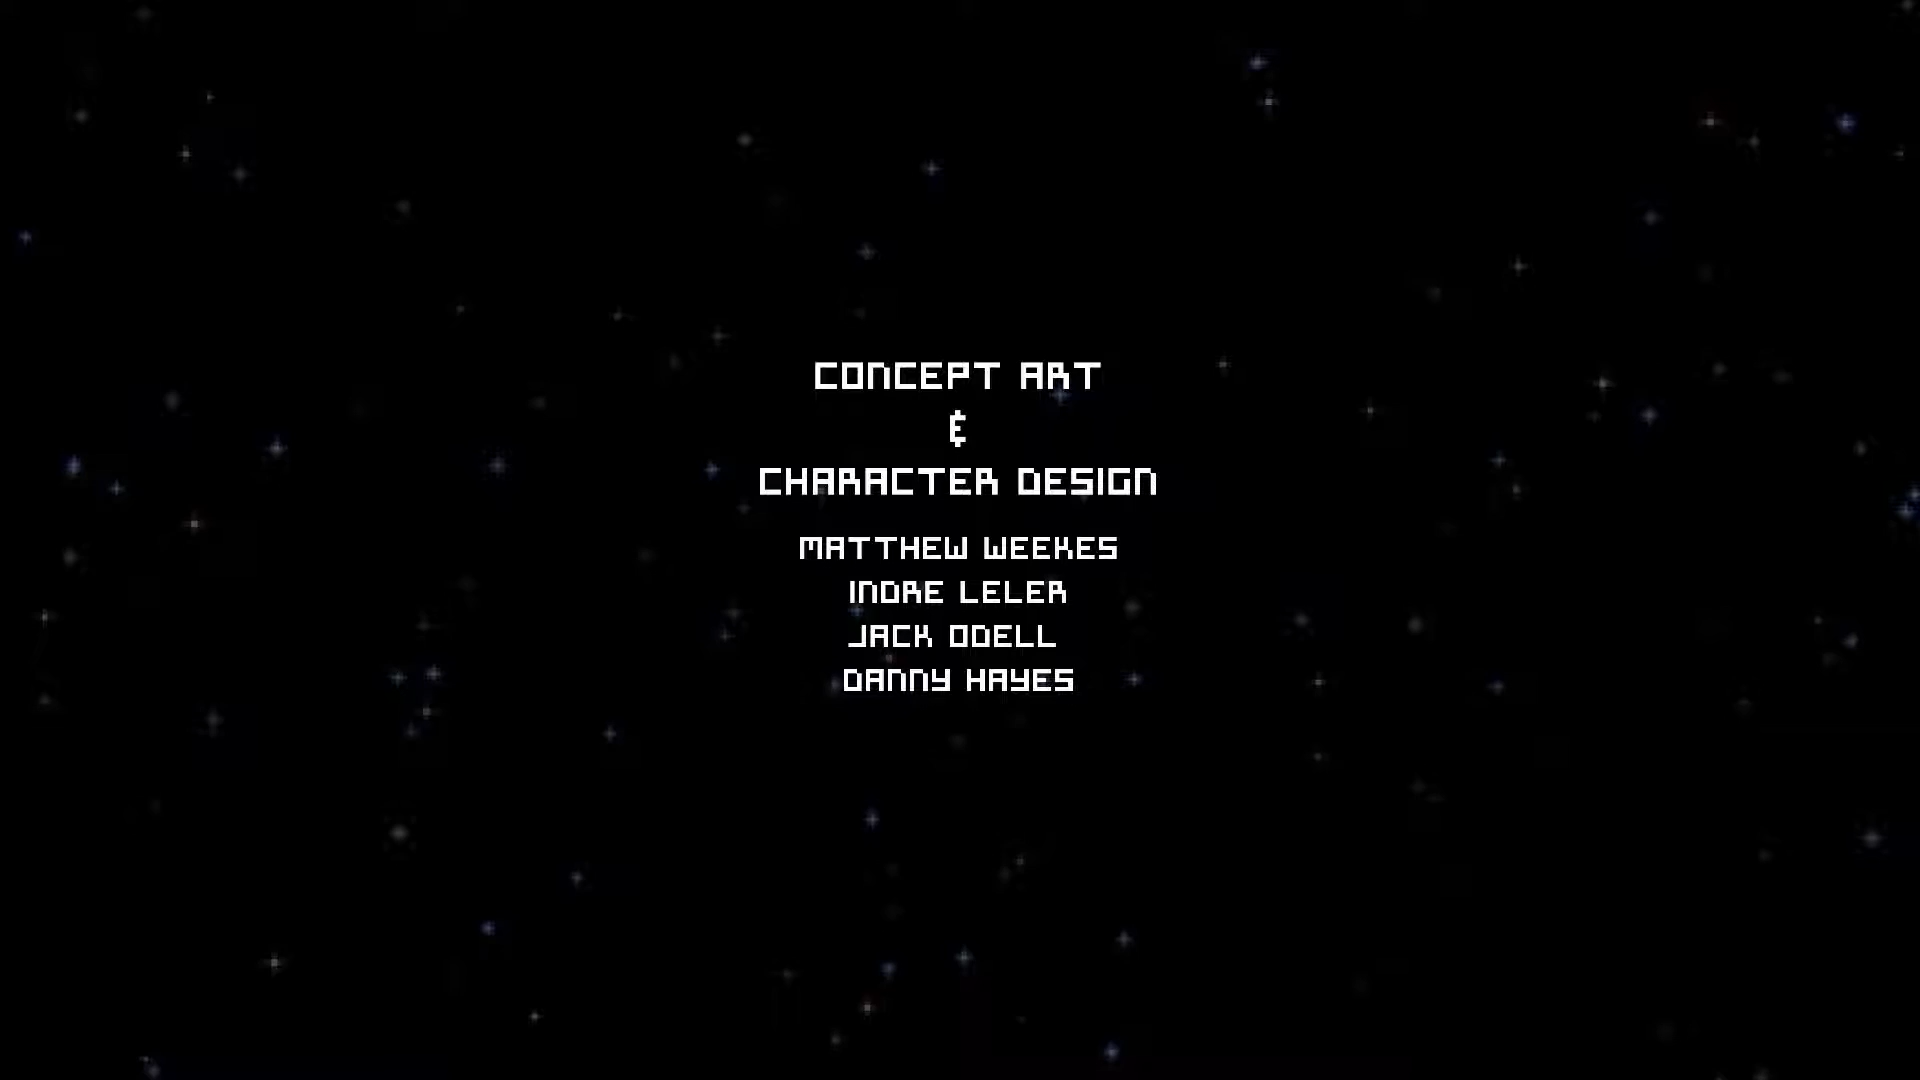 CONCEPT ART
&
CHARACTER DESIGN
MATTHEW WEEKES
INDRE LELER
JACK ODELL
DANNY HAYES